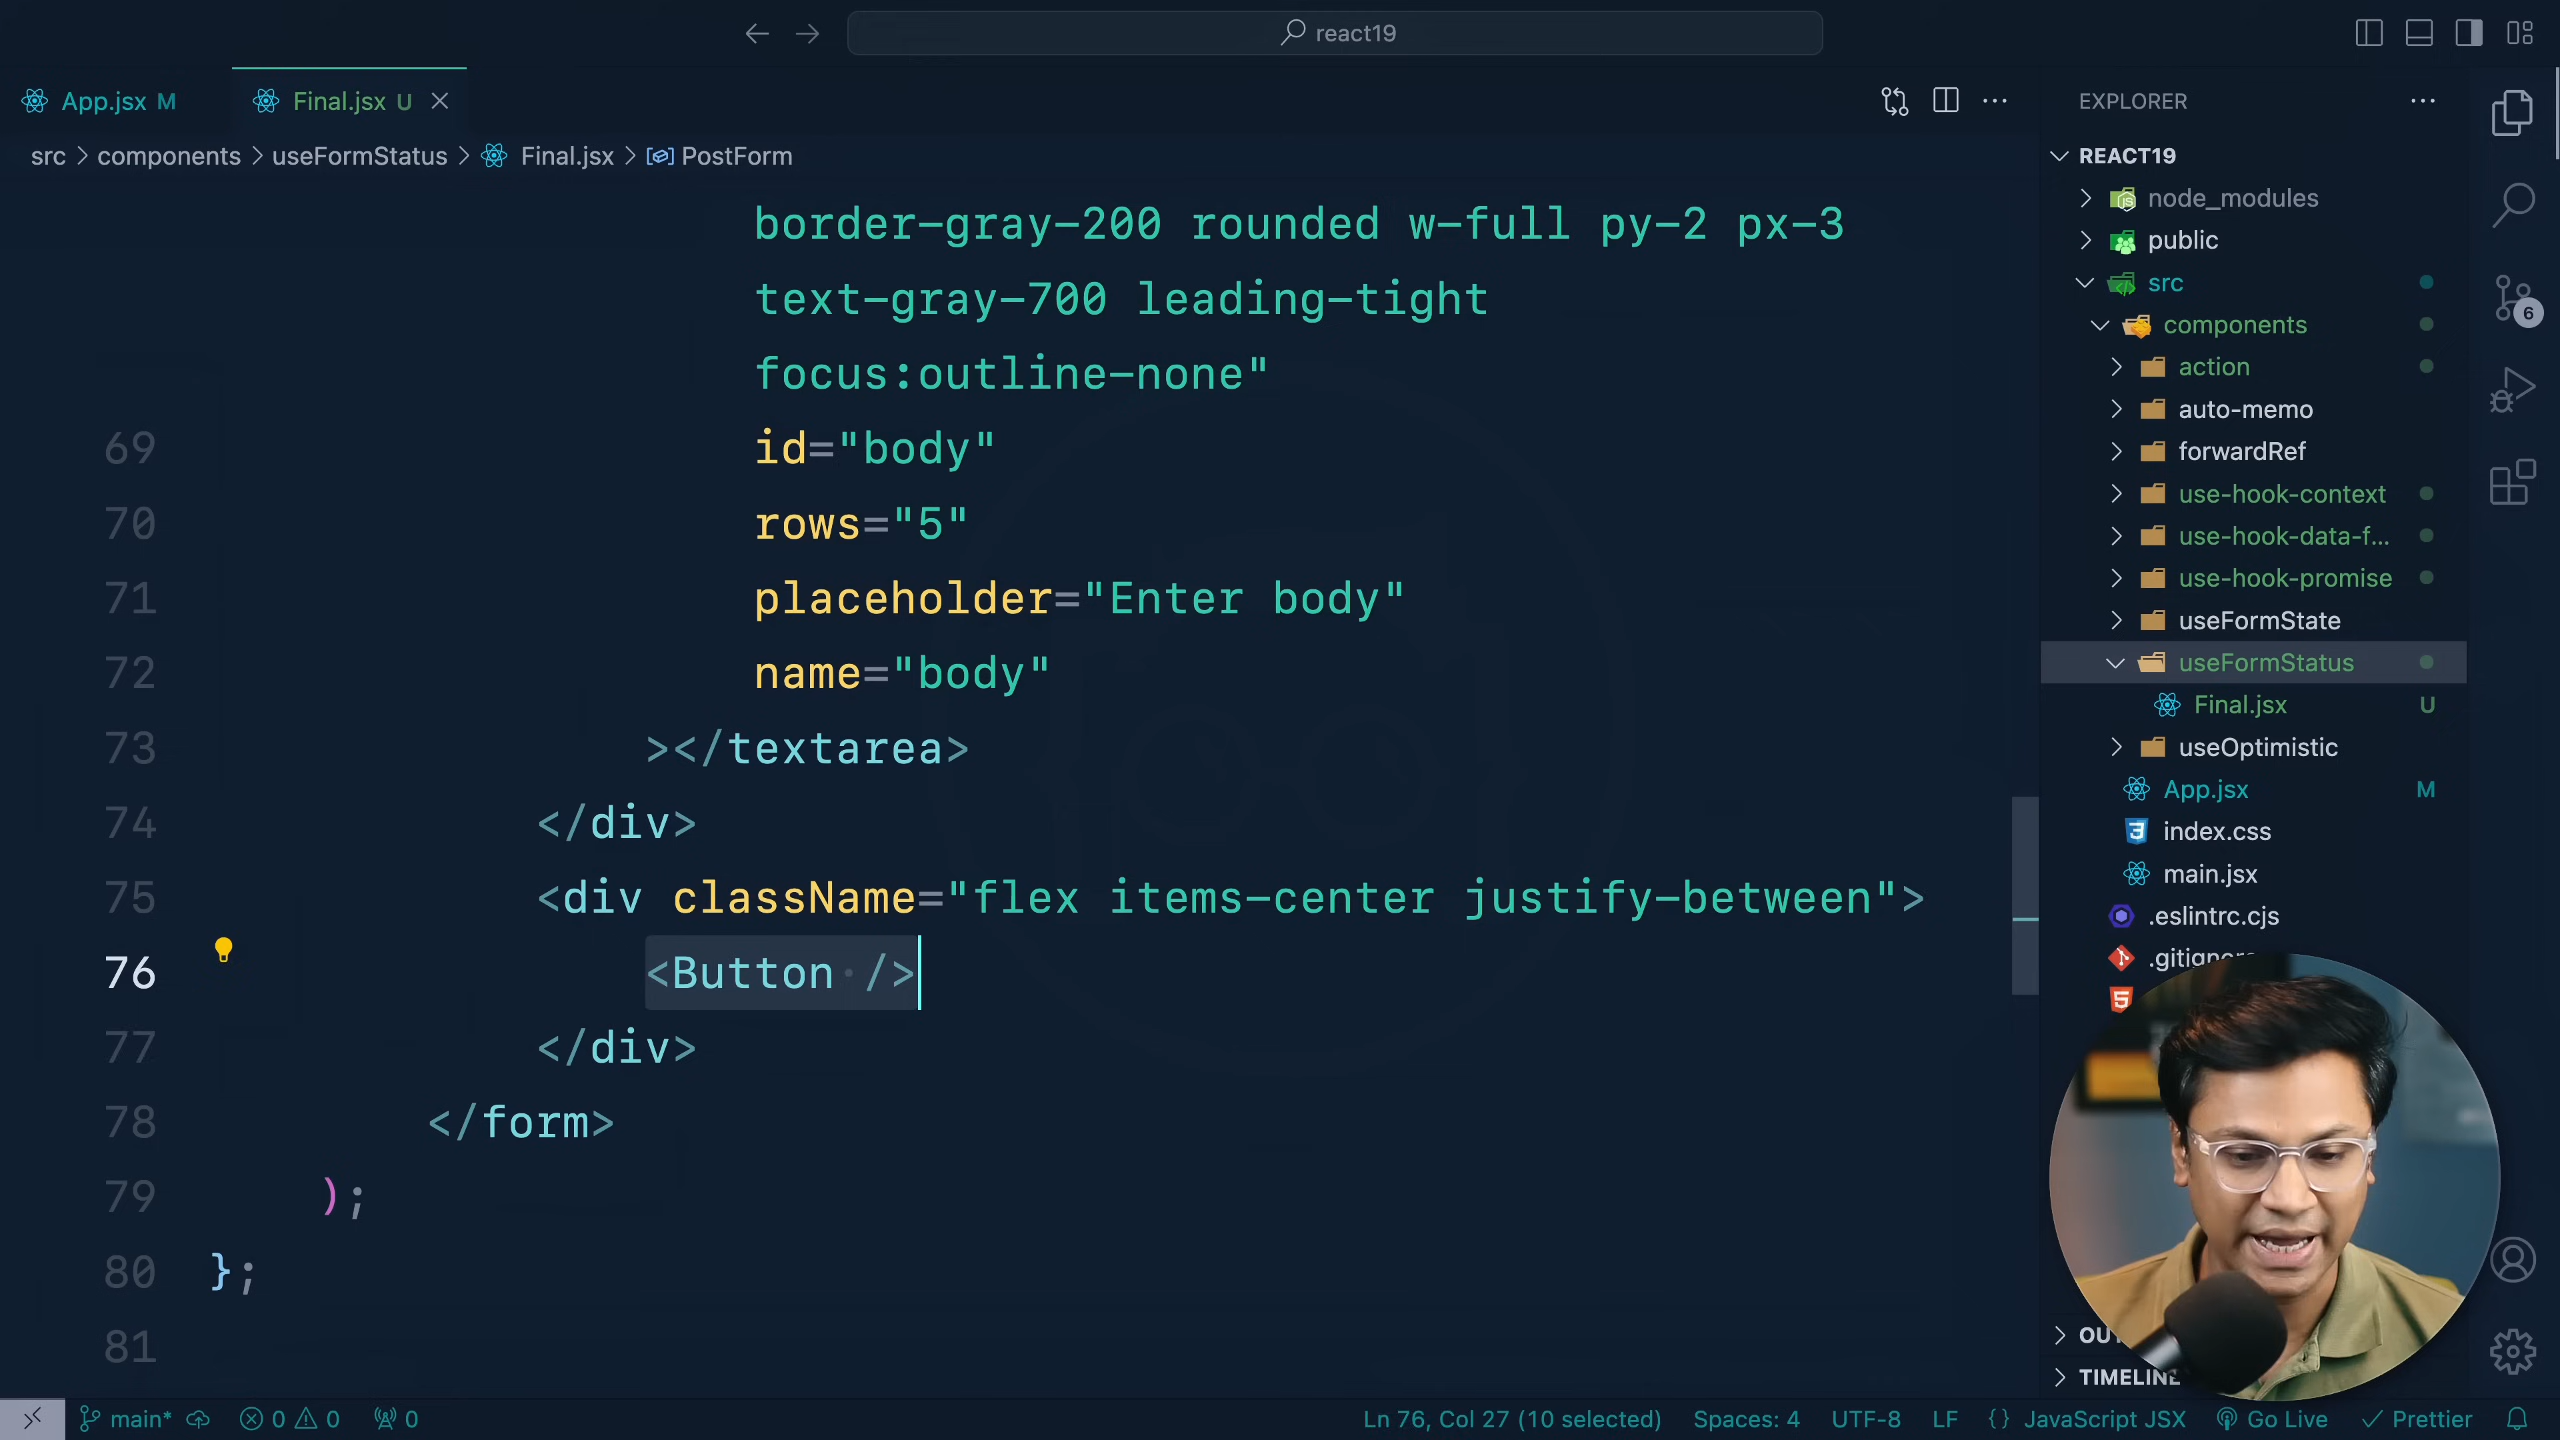 react19
App.jsx M
Final.jsx U
src > components > useFormStatus > Final.jsx > PostForm
border-gray-200 rounded w-full py-2 px-3
text-gray-700 leading-tight
focus:outline-none"
69 id="body"
70 rows="5"
71 placeholder="Enter body"
72 name="body"
73 ></textarea>
74 </div>
75 <div className="flex items-center justify-between">
76 <Button />
77 </div>
78 </form>
79 );
80 };
81
EXPLORER
REACT19
node_modules
public
src
components
action
auto-memo
forwardRef
use-hook-context
use-hook-data-f...
use-hook-promise
useFormState
useFormStatus
Final.jsx U
useOptimistic
App.jsx M
index.css
main.jsx
.eslintrc.cjs
TIMELINE
6
main* 0 0 0
Ln 76, Col 27 (10 selected) Spaces: 4 UTF-8 LF {} JavaScript JSX Go Live Prettier